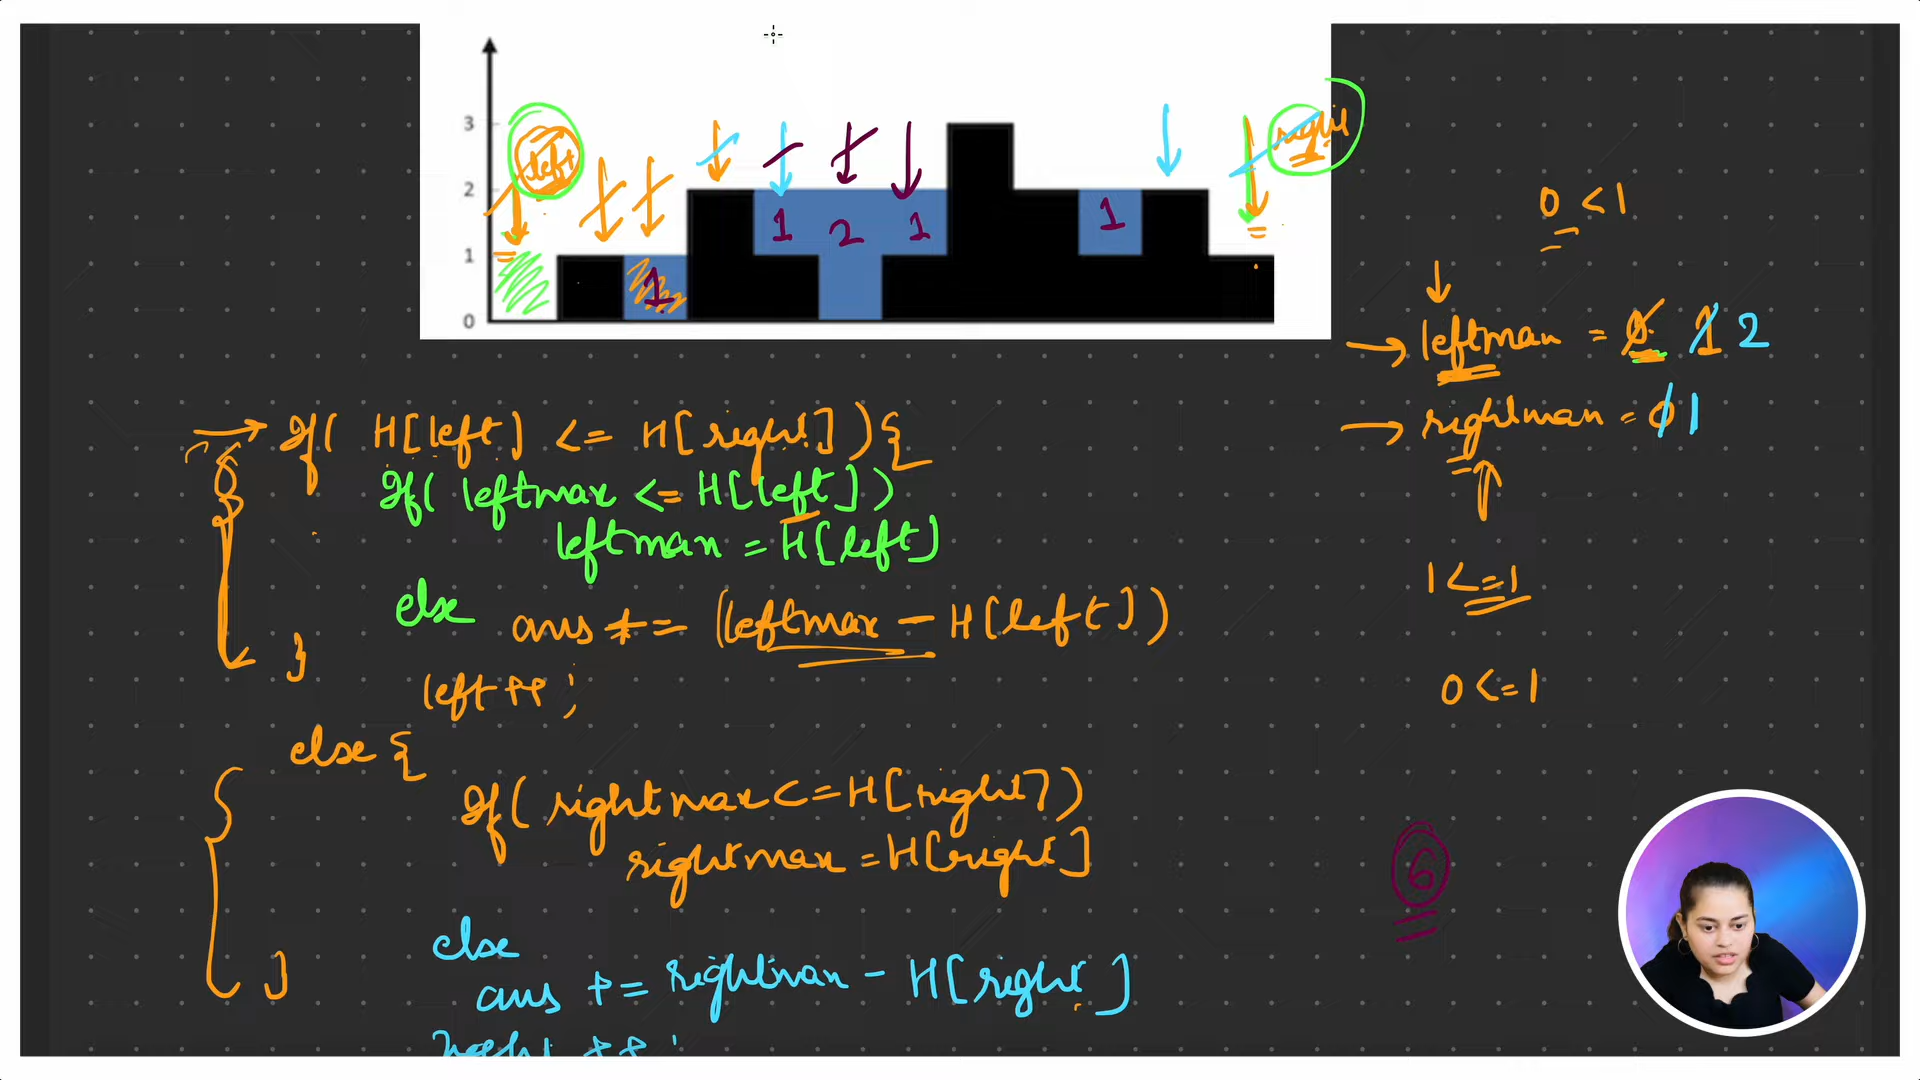 3
left
right
2
1
2
1
1
1
1
0
0 < 1
leftmax = 0 1 2
rightmax = 0 1
If( H[left] <= H[right] ){
If( leftmax <= H[left] )
leftmax = H[left]
else ans += (leftmax - H[left])
}
left++ ;
1 <= 1
0 <= 1
else {
If( rightmax <= H[right] )
rightmax = H[right]
else
ans += rightmax - H[right]
}
6